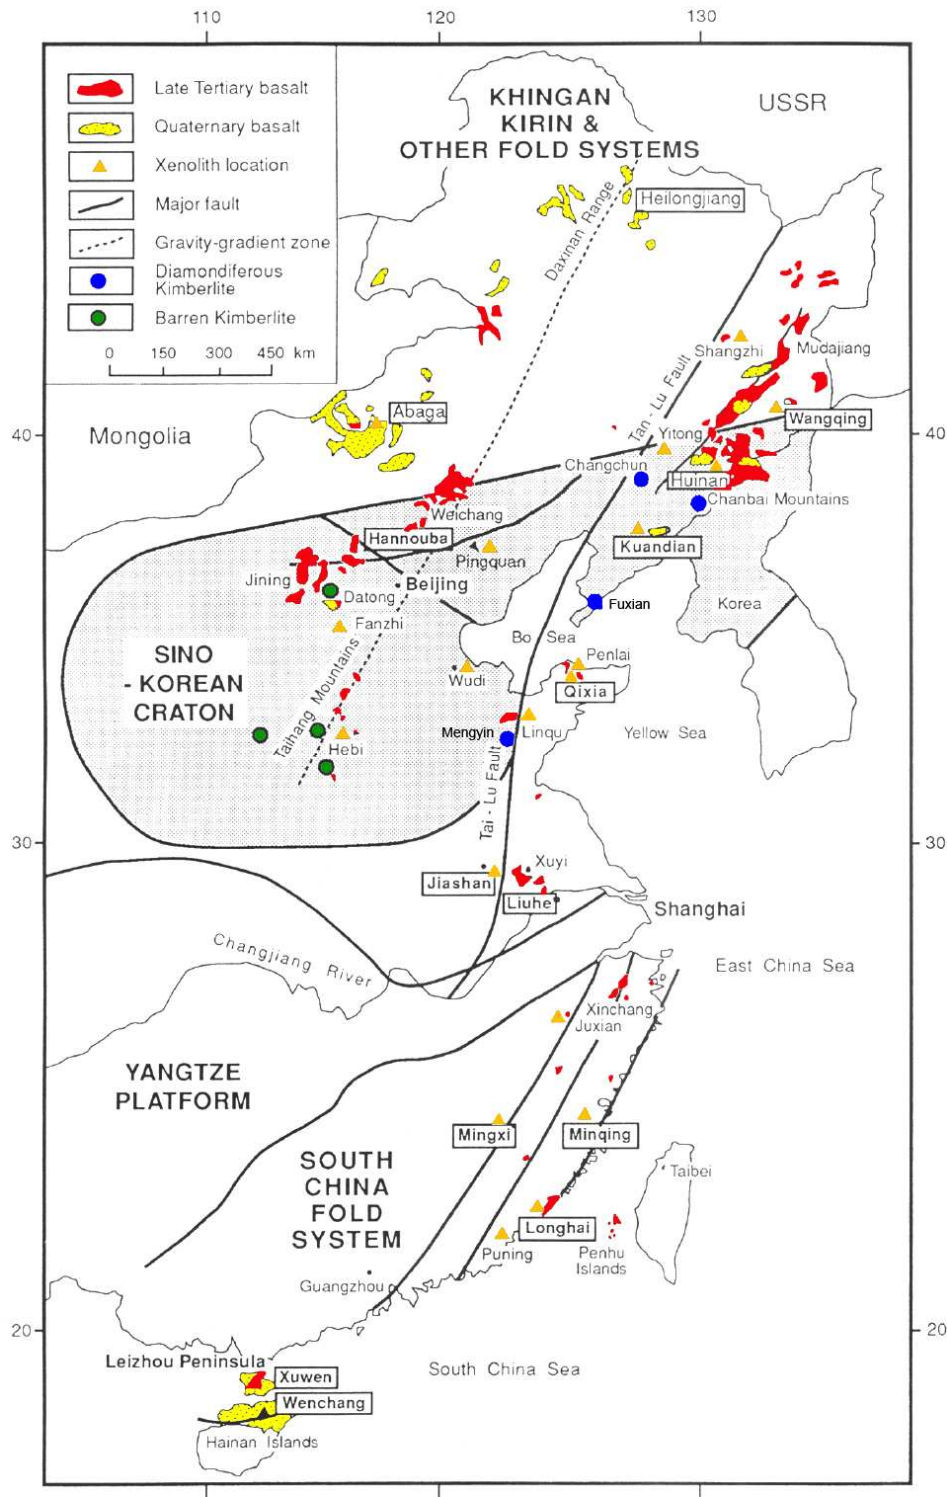 110
120
130
Late Tertiary basalt
Quaternary basalt
Xenolith location
Major fault
Gravity-gradient zone
Diamondiferous
Kimberlite
Barren Kimberlite
0 150 300 450 km
KHINGAN
KIRIN &
OTHER FOLD SYSTEMS
USSR
Heilongjiang
Daxinan Range
Shangzhi
Mudajiang
Tan - Lu Fault
Abaga
Mongolia
40
40
Wangqing
Yitong
Changchun
Huinan
Chanbai Mountains
Weichang
Hannouba
Kuandian
Pingquan
Jining
Beijing
Datong
Fuxian
Korea
Fanzhi
Bo Sea
SINO
- KOREAN
CRATON
Penlai
Wudi
Qixia
Taihang Mountains
Mengyin
Linqu
Yellow Sea
Hebi
Tai - Lu Fault
30
30
Xuyi
Jiashan
Liuhe
Shanghai
Changjiang River
East China Sea
Xinchang
Juxian
YANGTZE
PLATFORM
Mingxi
Minqing
SOUTH
CHINA
FOLD
SYSTEM
Taibei
Longhai
Puning
Penhu
Islands
Guangzhou
20
20
Leizhou Peninsula
South China Sea
Xuwen
Wenchang
Hainan Islands